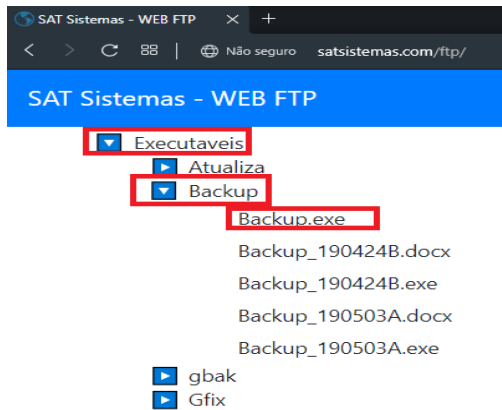 SAT Sistemas - WEB FTP
Não seguro satsistemas.com/ftp/
SAT Sistemas - WEB FTP
Executaveis
Atualiza
Backup
Backup.exe
Backup_190424B.docx
Backup_190424B.exe
Backup_190503A.docx
Backup_190503A.exe
gbak
Gfix